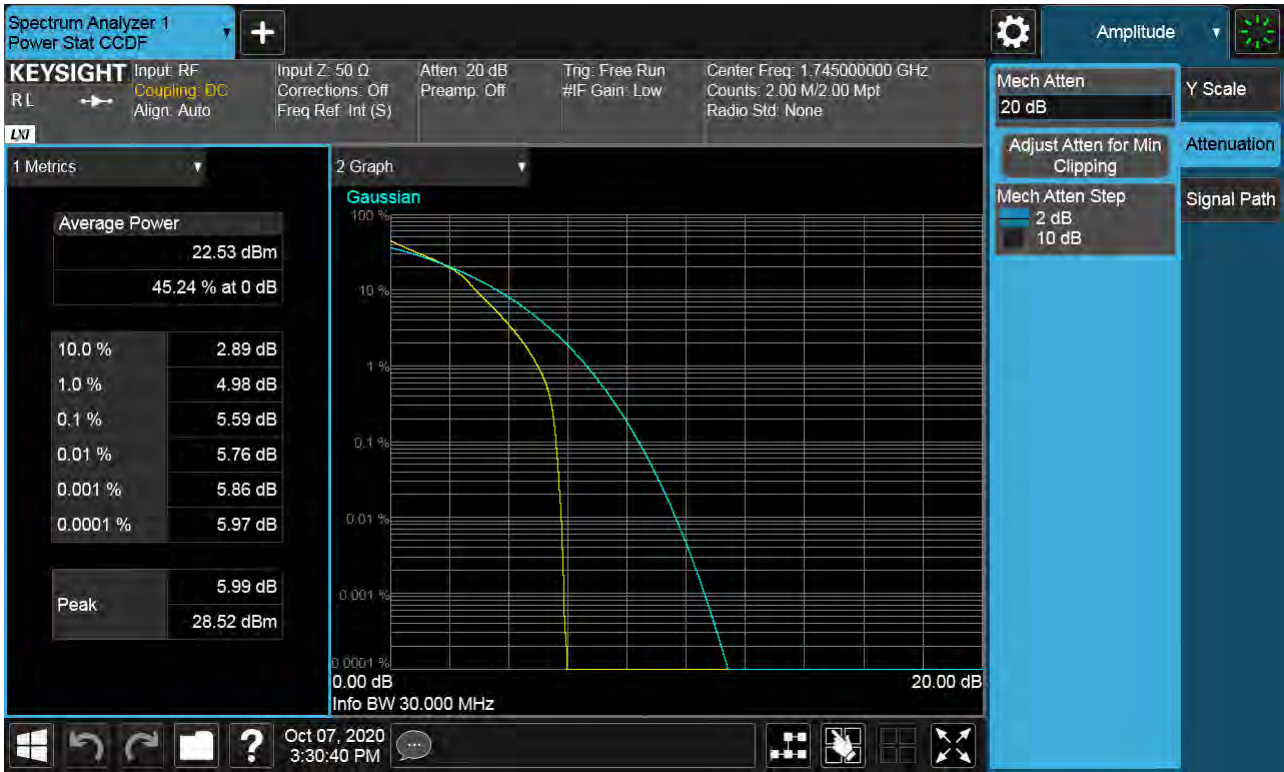 Spectrum Analyzer 1
Power Stat CCDF
+
Amplitude
KEYSIGHT
RL
LXI
Input: RF
Coupling: DC
Align: Auto
Input Z: 50 Ω
Corrections: Off
Freq Ref: Int (S)
Atten: 20 dB
Preamp: Off
Trig: Free Run
#IF Gain: Low
Center Freq: 1.745000000 GHz
Counts: 2.00 M/2.00 Mpt
Radio Std: None
Mech Atten
20 dB
Adjust Atten for Min
Clipping
Mech Atten Step
2 dB
10 dB
Y Scale
Attenuation
Signal Path
1 Metrics
Average Power
22.53 dBm
45.24 % at 0 dB
10.0 % 2.89 dB
1.0 % 4.98 dB
0.1 % 5.59 dB
0.01 % 5.76 dB
0.001 % 5.86 dB
0.0001 % 5.97 dB
Peak
5.99 dB
28.52 dBm
2 Graph
Gaussian
100 %
10 %
1 %
0.1 %
0.01 %
0.001 %
0.0001 %
0.00 dB 20.00 dB
Info BW 30.000 MHz
?
Oct 07, 2020
3:30:40 PM